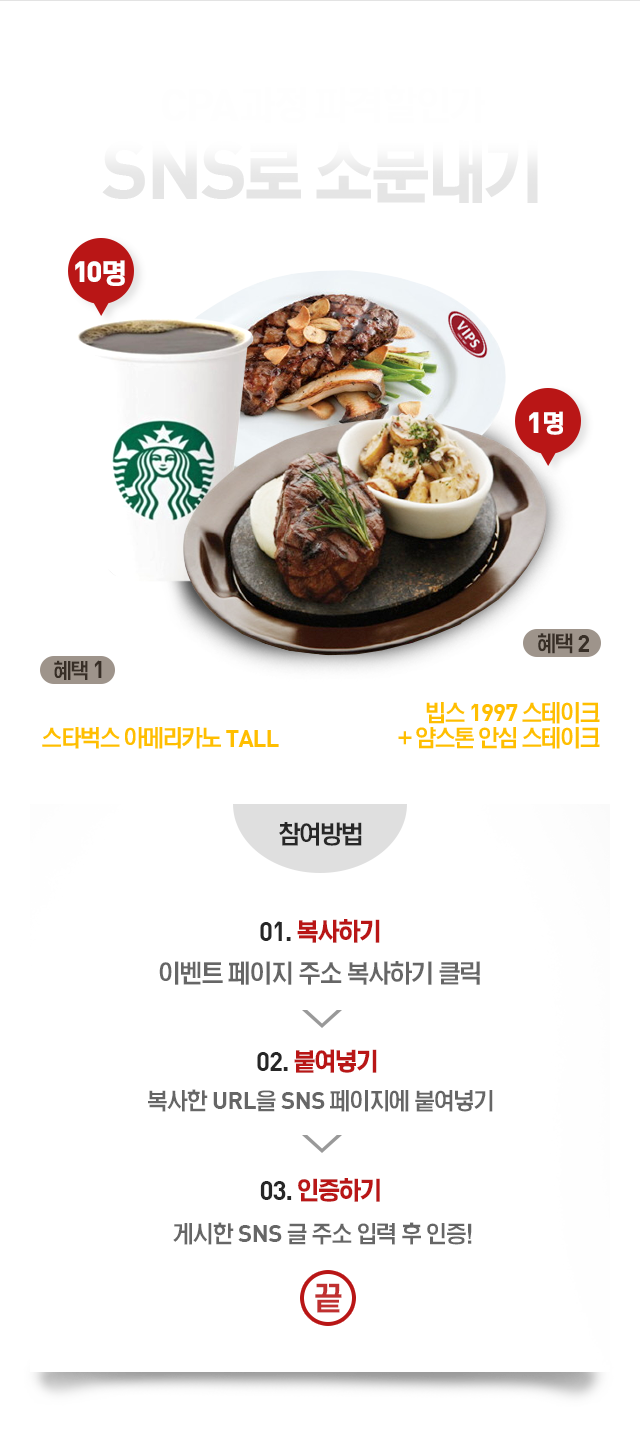 SNS로 소문내기
10명
VIPS
1명
혜택 1
혜택 2
스타벅스 아메리카노 TALL
빕스 1997 스테이크
+ 얌스톤 안심 스테이크
참여방법
01. 복사하기
이벤트 페이지 주소 복사하기 클릭
02. 붙여넣기
복사한 URL을 SNS 페이지에 붙여넣기
03. 인증하기
게시한 SNS 글 주소 입력 후 인증!
끝